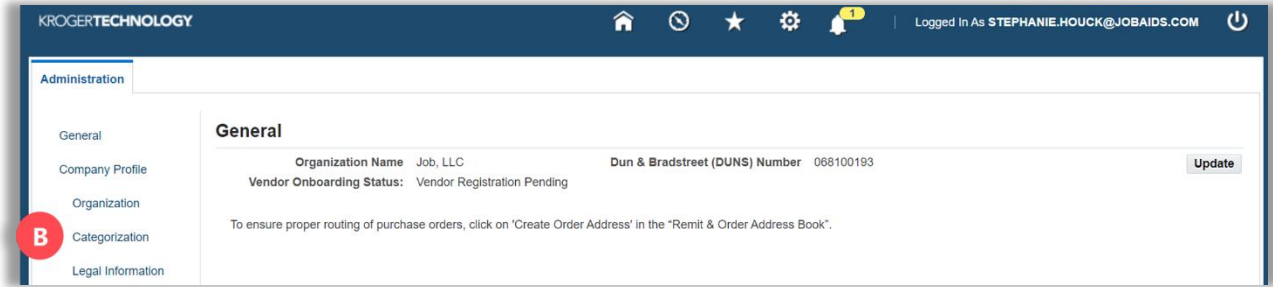 KROGERTECHNOLOGY
1
Logged In As STEPHANIE.HOUCK@JOBAIDS.COM
Administration
General
Company Profile
Organization
B
Categorization
Legal Information
General
Organization Name Job, LLC Dun & Bradstreet (DUNS) Number 068100193
Update
Vendor Onboarding Status: Vendor Registration Pending
To ensure proper routing of purchase orders, click on 'Create Order Address' in the “Remit & Order Address Book”.